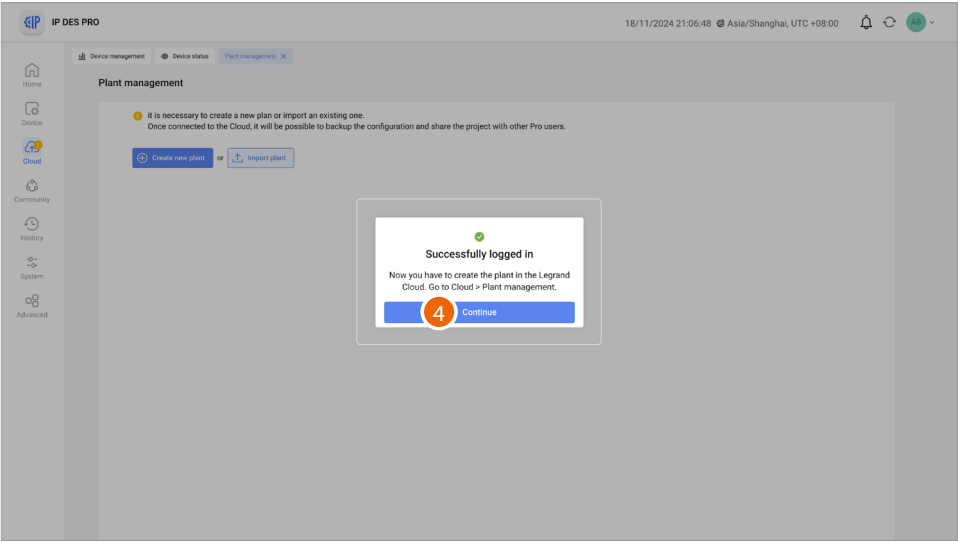 IP DES PRO
18/11/2024 21:06:48 Asia/Shanghai, UTC +08:00
AB
Device management
Device status
Plant management
Home
Device
Cloud
Community
History
System
Advanced
Plant management
it is necessary to create a new plan or import an existing one.
Once connected to the Cloud, it will be possible to backup the configuration and share the project with other Pro users.
Create new plant or Import plant
Successfully logged in
Now you have to create the plant in the Legrand
Cloud. Go to Cloud > Plant management.
4 Continue